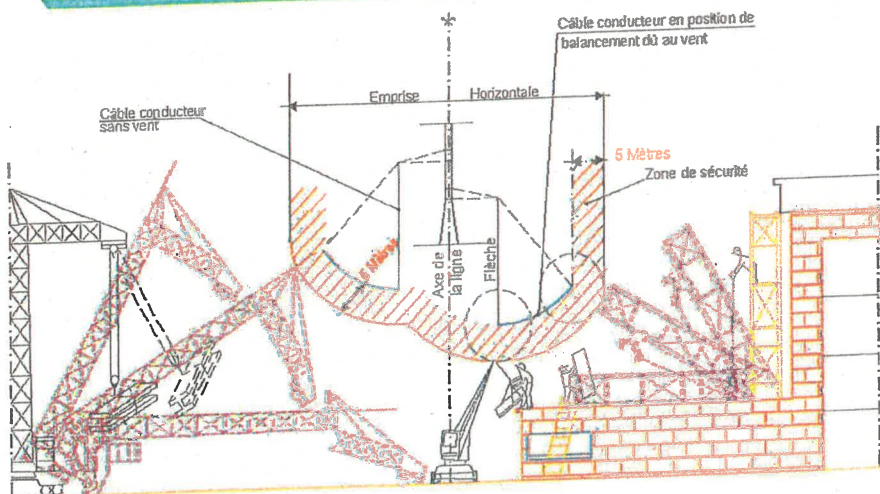 *
Câble conducteur en position de
balancement dû au vent
Emprise Horizontale
Câble conducteur
sans vent
5 Mètres
Zone de sécurité
5 Mètres
Axe de
la ligne
Flèche